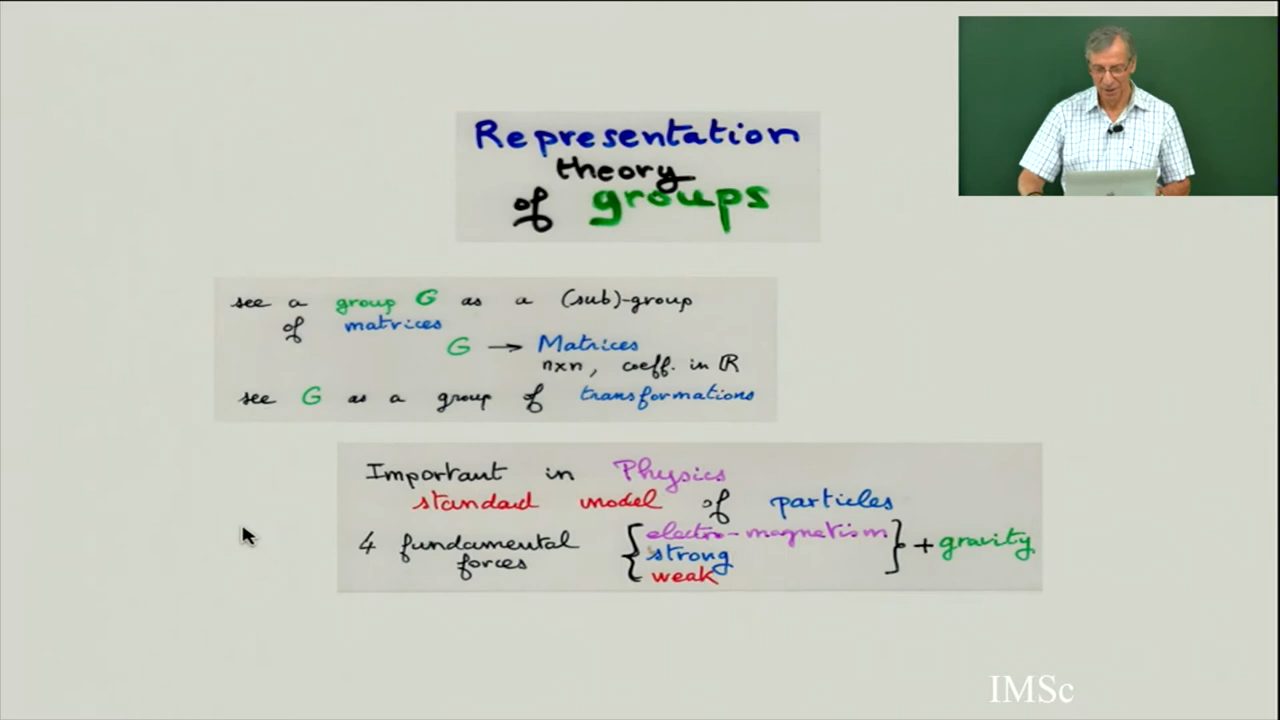 Representation
theory
of groups
see a group G as a (sub)-group
of matrices
G → Matrices
n×n, coeff. in ℝ
see G as a group of transformations
Important in Physics
standard model of particles
4 fundamental forces { electro-magnetism
strong
weak } + gravity
IMSc